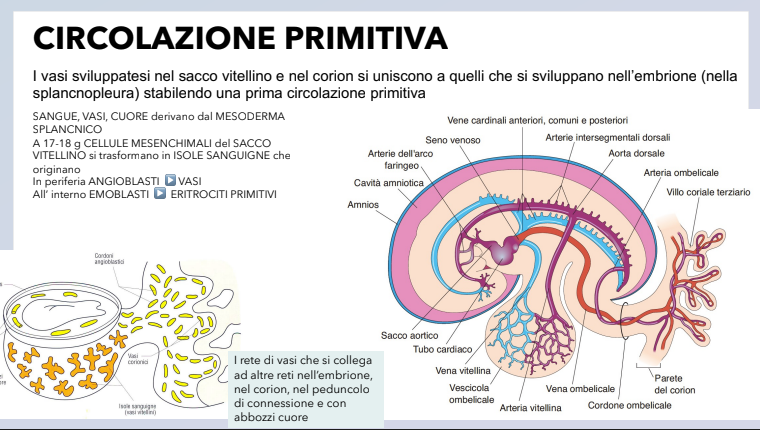 CIRCOLAZIONE PRIMITIVA
I vasi sviluppatesi nel sacco vitellino e nel corion si uniscono a quelli che si sviluppano nell'embrione (nella
splancnopleura) stabilendo una prima circolazione primitiva
SANGUE, VASI, CUORE derivano dal MESODERMA
SPLANCNICO
A 17-18 g CELLULE MESENCHIMALI del SACCO
VITELLINO si trasformano in ISOLE SANGUIGNE che
originano
In periferia ANGIOBLASTI ▶ VASI
All' interno EMOBLASTI ▶ ERITROCITI PRIMITIVI
Vene cardinali anteriori, comuni e posteriori
Seno venoso
Arterie intersegmentali dorsali
Arterie dell'arco
faringeo
Aorta dorsale
Arteria ombelicale
Cavità amniotica
Villo coriale terziario
Amnios
Sacco aortico
Tubo cardiaco
Vena vitellina
Vescicola
ombelicale
Arteria vitellina
Vena ombelicale
Cordone ombelicale
Parete
del corion
Cordoni
angioblastici
Vasi
corionici
Isole sanguigne
(vasi vitellini)
I rete di vasi che si collega
ad altre reti nell'embrione,
nel corion, nel peduncolo
di connessione e con
abbozzi cuore